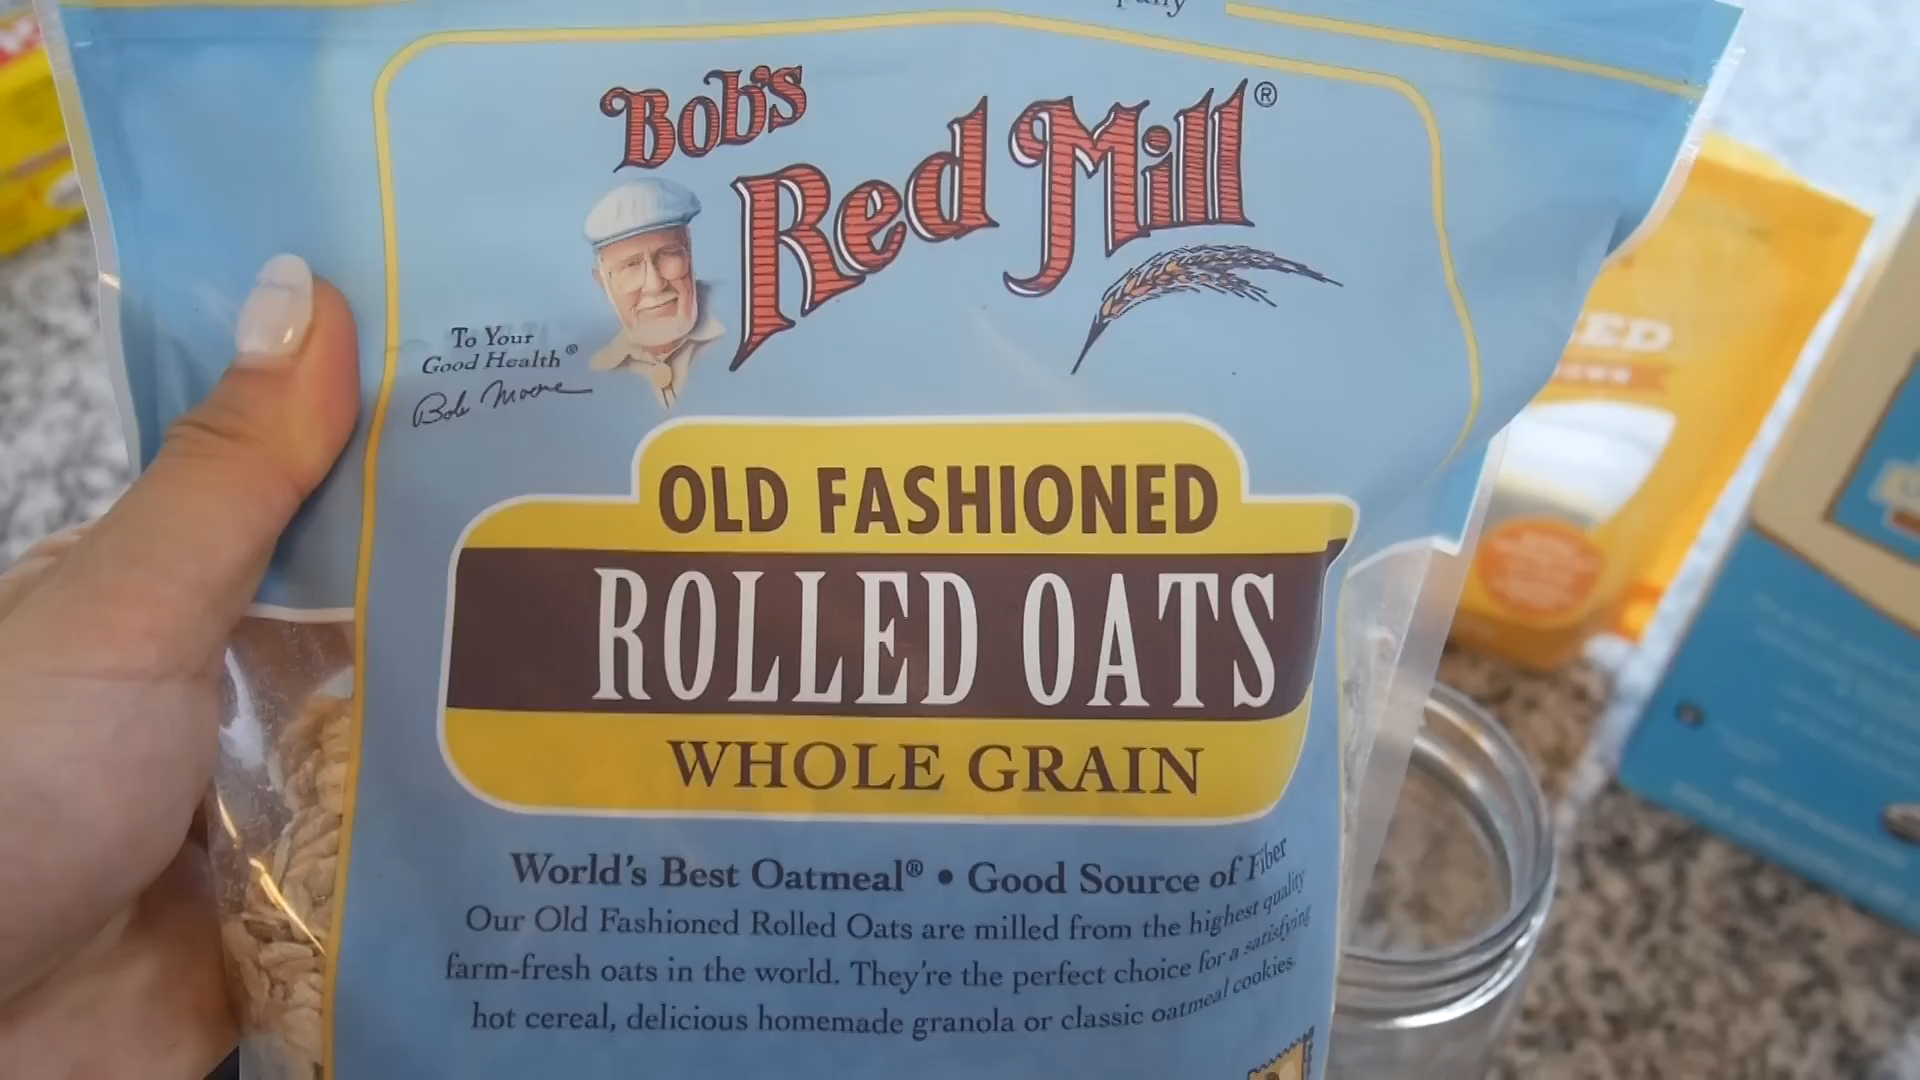 Bob's
Red Mill®
To Your
Good Health®
Bob Moore
OLD FASHIONED
ROLLED OATS
WHOLE GRAIN
World's Best Oatmeal® • Good Source of Fiber
Our Old Fashioned Rolled Oats are milled from the highest quality
farm-fresh oats in the world. They're the perfect choice for a satisfying
hot cereal, delicious homemade granola or classic oatmeal cookies.